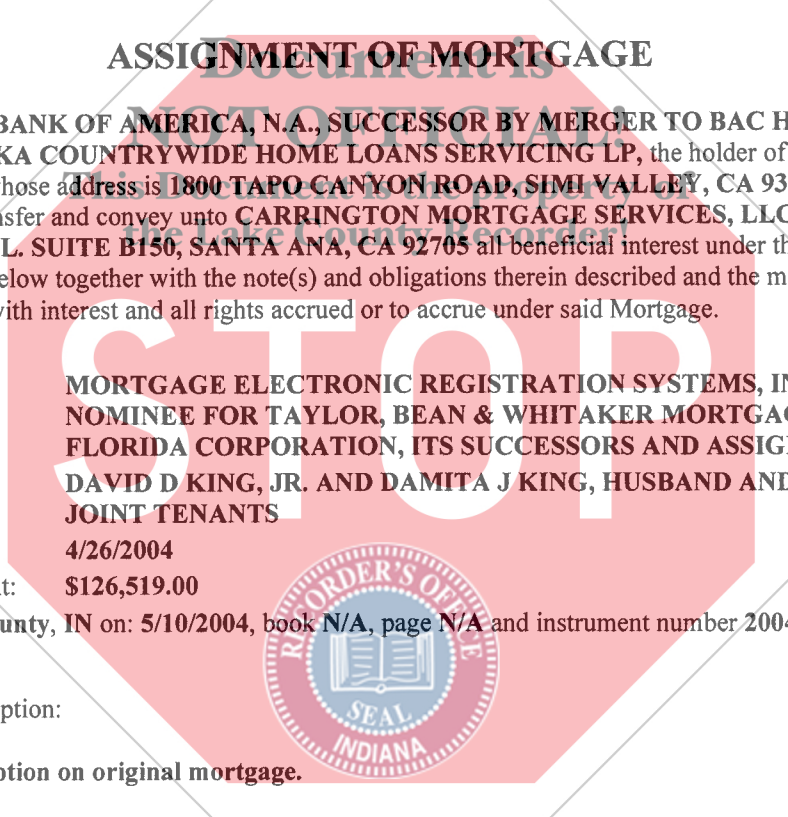 ASSIGNMENT OF MORTGAGE
Document is
NOT OFFICIAL!
This Document is the property of
the Lake County Recorder!
BANK OF AMERICA, N.A., SUCCESSOR BY MERGER TO BAC H
KA COUNTRYWIDE HOME LOANS SERVICING LP, the holder of
whose address is 1800 TAPO CANYON ROAD, SIMI VALLEY, CA 93
nsfer and convey unto CARRINGTON MORTGAGE SERVICES, LLC
L. SUITE B150, SANTA ANA, CA 92705 all beneficial interest under th
elow together with the note(s) and obligations therein described and the m
with interest and all rights accrued or to accrue under said Mortgage.
STOP
MORTGAGE ELECTRONIC REGISTRATION SYSTEMS, IN
NOMINEE FOR TAYLOR, BEAN & WHITAKER MORTGAG
FLORIDA CORPORATION, ITS SUCCESSORS AND ASSIG
DAVID D KING, JR. AND DAMITA J KING, HUSBAND AND
JOINT TENANTS
4/26/2004
t: $126,519.00
unty, IN on: 5/10/2004, book N/A, page N/A and instrument number 2004
RECORDER'S OFFICE
SEAL
INDIANA
ption:
ption on original mortgage.